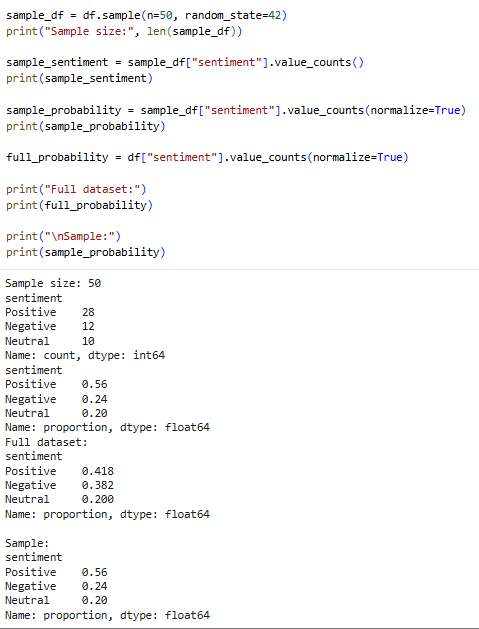 sample_df = df.sample(n=50, random_state=42)
print("Sample size:", len(sample_df))
sample_sentiment = sample_df["sentiment"].value_counts()
print(sample_sentiment)
sample_probability = sample_df["sentiment"].value_counts(normalize=True)
print(sample_probability)
full_probability = df["sentiment"].value_counts(normalize=True)
print("Full dataset:")
print(full_probability)
print("\nSample:")
print(sample_probability)
Sample size: 50
sentiment
Positive    28
Negative    12
Neutral     10
Name: count, dtype: int64
sentiment
Positive    0.56
Negative    0.24
Neutral     0.20
Name: proportion, dtype: float64
Full dataset:
sentiment
Positive    0.418
Negative    0.382
Neutral     0.200
Name: proportion, dtype: float64
Sample:
sentiment
Positive    0.56
Negative    0.24
Neutral     0.20
Name: proportion, dtype: float64